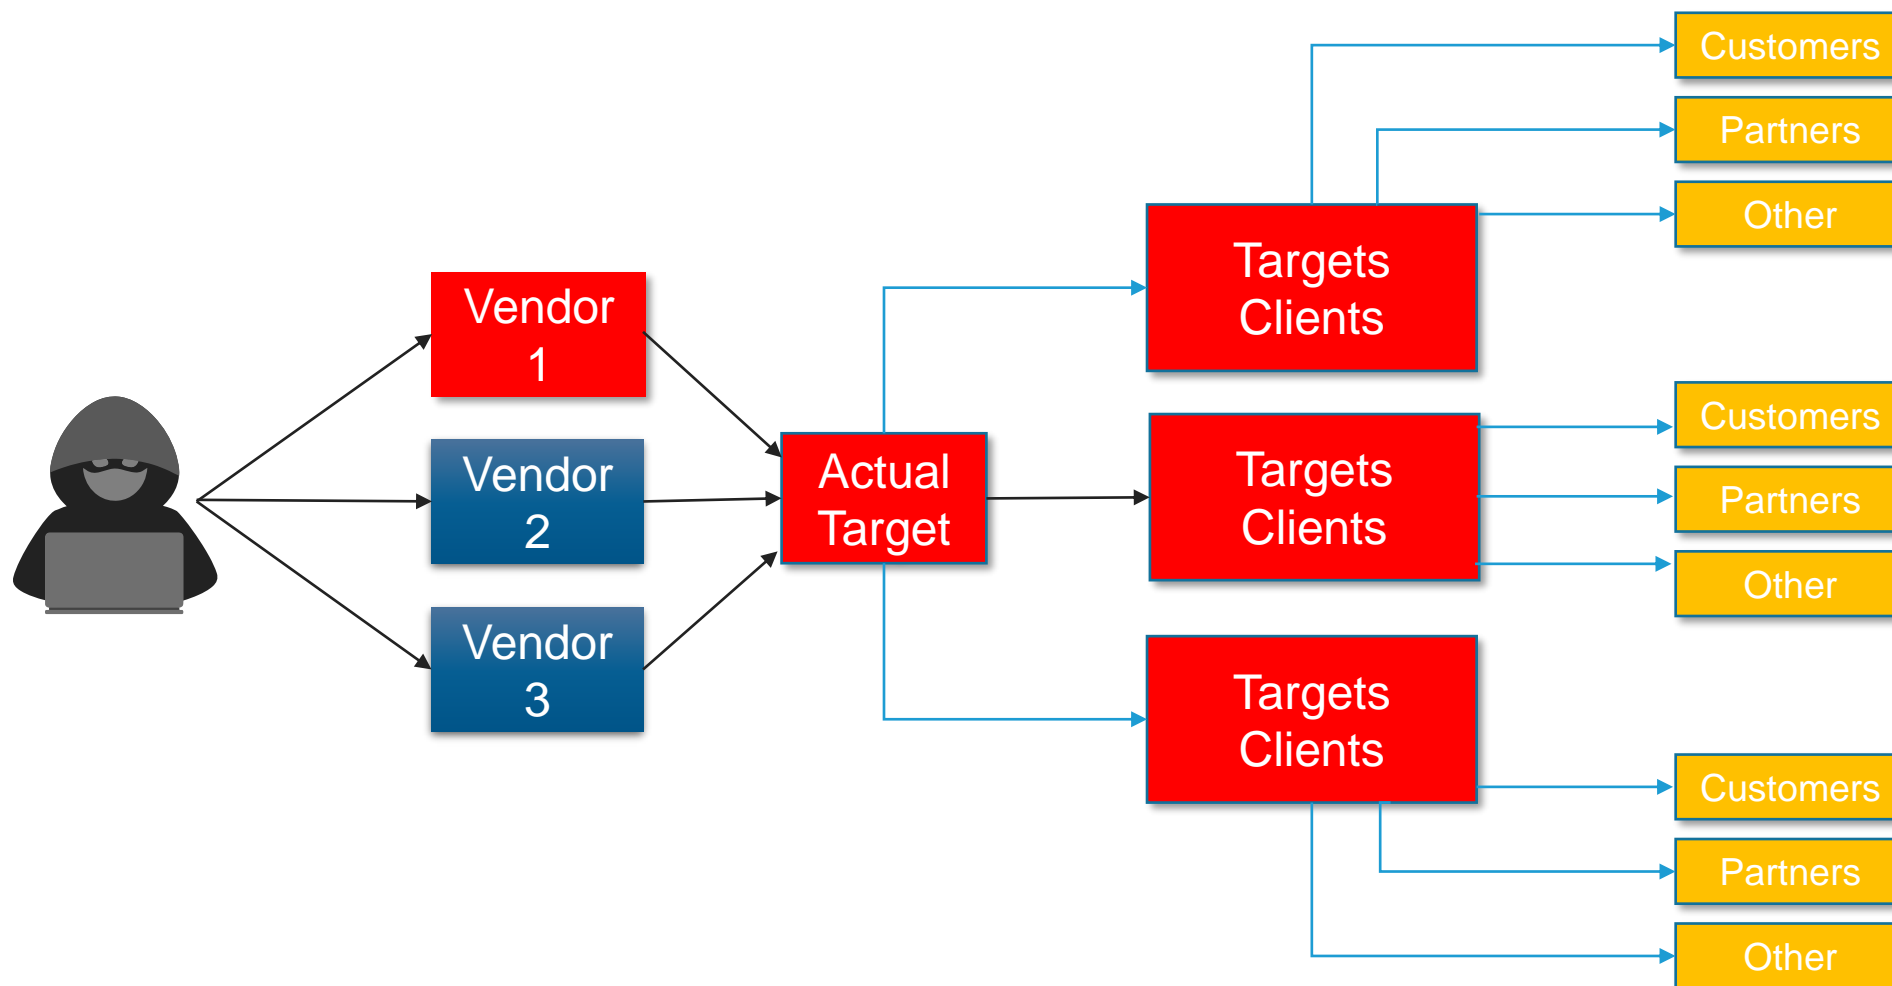 Vendor
1
Vendor
2
Vendor
3
Actual
Target
Targets
Clients
Customers
Partners
Other
Targets
Clients
Customers
Partners
Other
Targets
Clients
Customers
Partners
Other